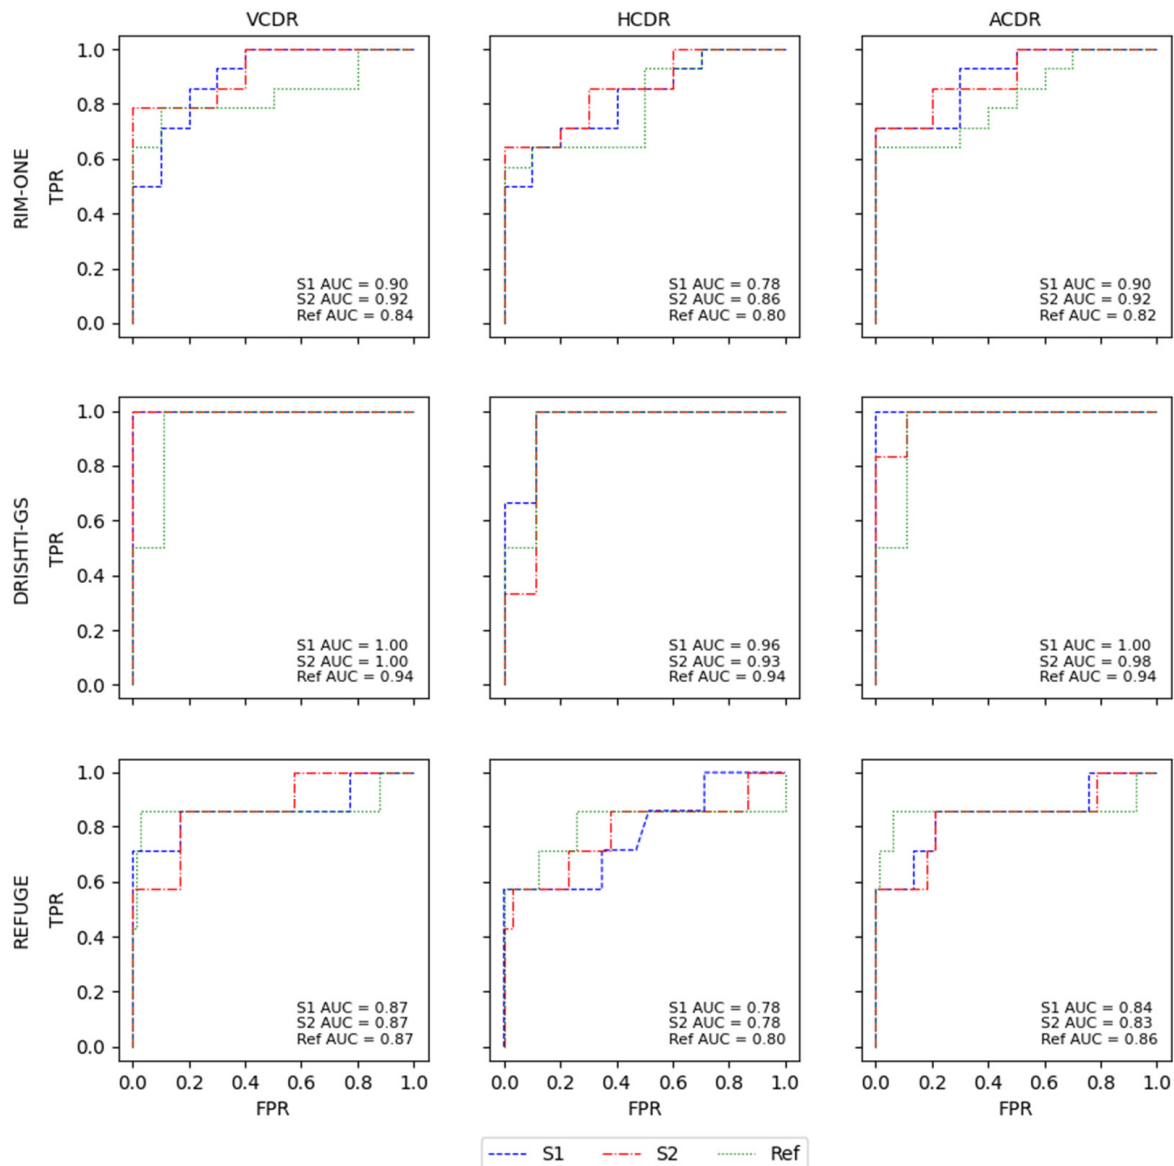 VCDR HCDR ACDR
RIM-ONE
TPR
1.0
0.8
0.6
0.4
0.2
0.0
S1 AUC = 0.90
S2 AUC = 0.92
Ref AUC = 0.84
S1 AUC = 0.78
S2 AUC = 0.86
Ref AUC = 0.80
S1 AUC = 0.90
S2 AUC = 0.92
Ref AUC = 0.82
DRISHTI-GS
TPR
1.0
0.8
0.6
0.4
0.2
0.0
S1 AUC = 1.00
S2 AUC = 1.00
Ref AUC = 0.94
S1 AUC = 0.96
S2 AUC = 0.93
Ref AUC = 0.94
S1 AUC = 1.00
S2 AUC = 0.98
Ref AUC = 0.94
REFUGE
TPR
1.0
0.8
0.6
0.4
0.2
0.0
S1 AUC = 0.87
S2 AUC = 0.87
Ref AUC = 0.87
S1 AUC = 0.78
S2 AUC = 0.78
Ref AUC = 0.80
S1 AUC = 0.84
S2 AUC = 0.83
Ref AUC = 0.86
0.0 0.2 0.4 0.6 0.8 1.0
0.0 0.2 0.4 0.6 0.8 1.0
0.0 0.2 0.4 0.6 0.8 1.0
FPR FPR FPR
S1 S2 Ref